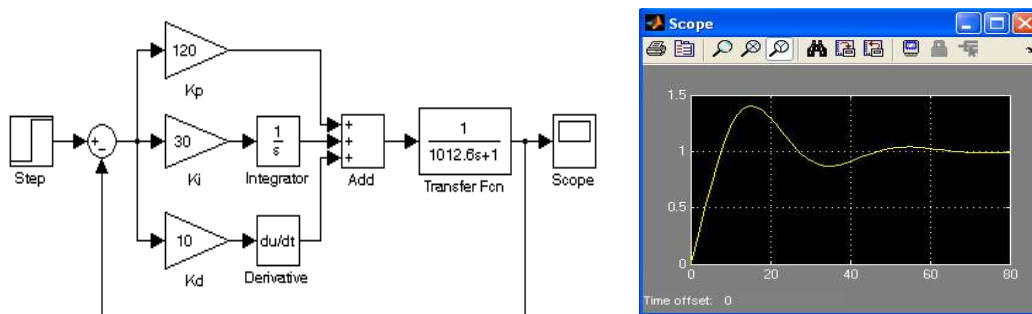 120
Kp
Step
+
−
30
Ki
1
s
Integrator
+
+
+
Add
1
1012.6s+1
Transfer Fcn
Scope
10
Kd
du/dt
Derivative
Scope
1.5
1
0.5
0
0
20
40
60
80
Time offset: 0